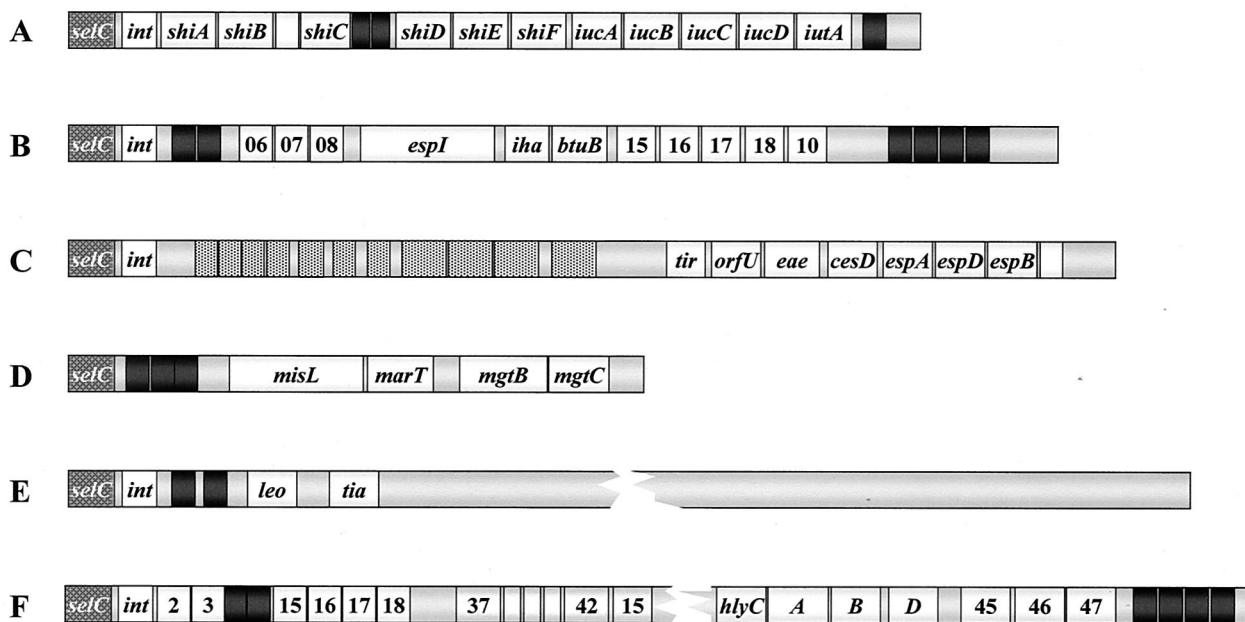 A selC int shiA shiB shiC shiD shiE shiF iucA iucB iucC iucD iutA
B selC int 06 07 08 espI iha btuB 15 16 17 18 10
C selC int tir orfU eae cesD espA espD espB
D selC misL marT mgtB mgtC
E selC int leo tia
F selC int 2 3 15 16 17 18 37 42 15 hlyC A B D 45 46 47